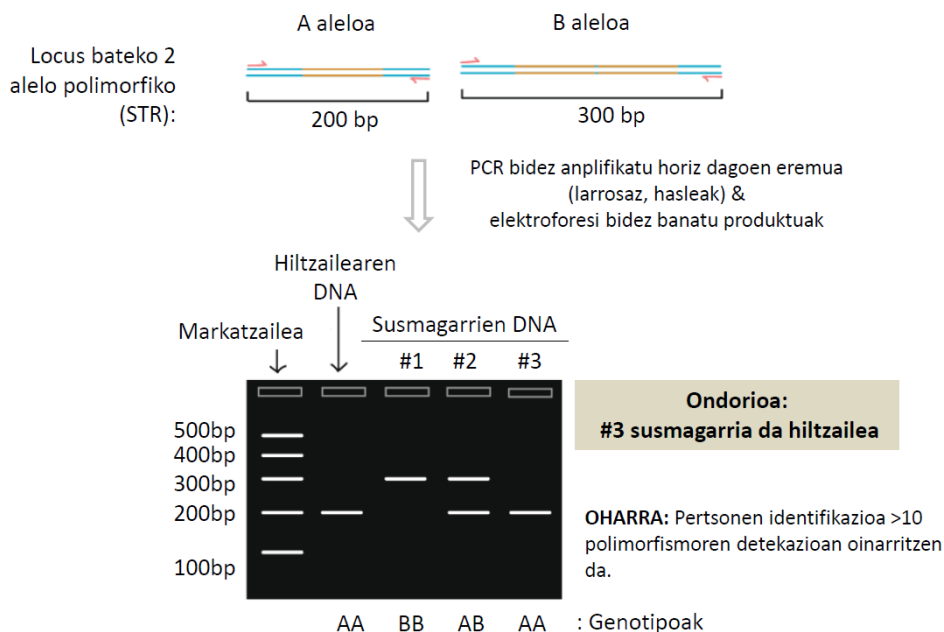 A aleloa
B aleloa
Locus bateko 2
alelo polimorfiko
(STR):
200 bp
300 bp
PCR bidez anplifikatu horiz dagoen eremua
(larrosaz, hasleak) &
elektroforesi bidez banatu produktuak
Hiltzailearen
DNA
Markatzailea
Susmagarrien DNA
#1 #2 #3
500bp
400bp
300bp
200bp
100bp
Ondorioa:
#3 susmagarria da hiltzailea
OHARRA: Pertsonen identifikazioa >10
polimorfismoren detekazioan oinarritzen
da.
AA BB AB AA : Genotipoak